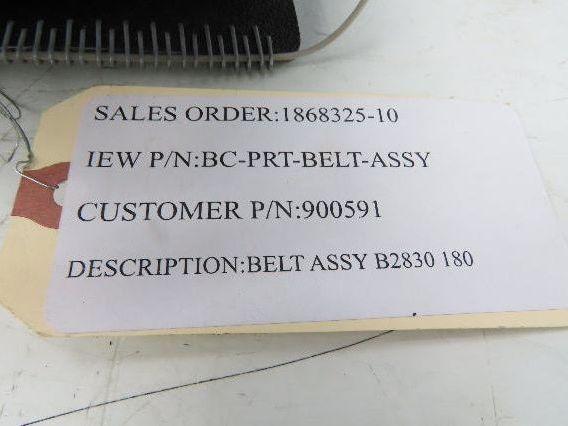 SALES ORDER:1868325-10
IEW P/N:BC-PRT-BELT-ASSY
CUSTOMER P/N:900591
DESCRIPTION:BELT ASSY B2830 180